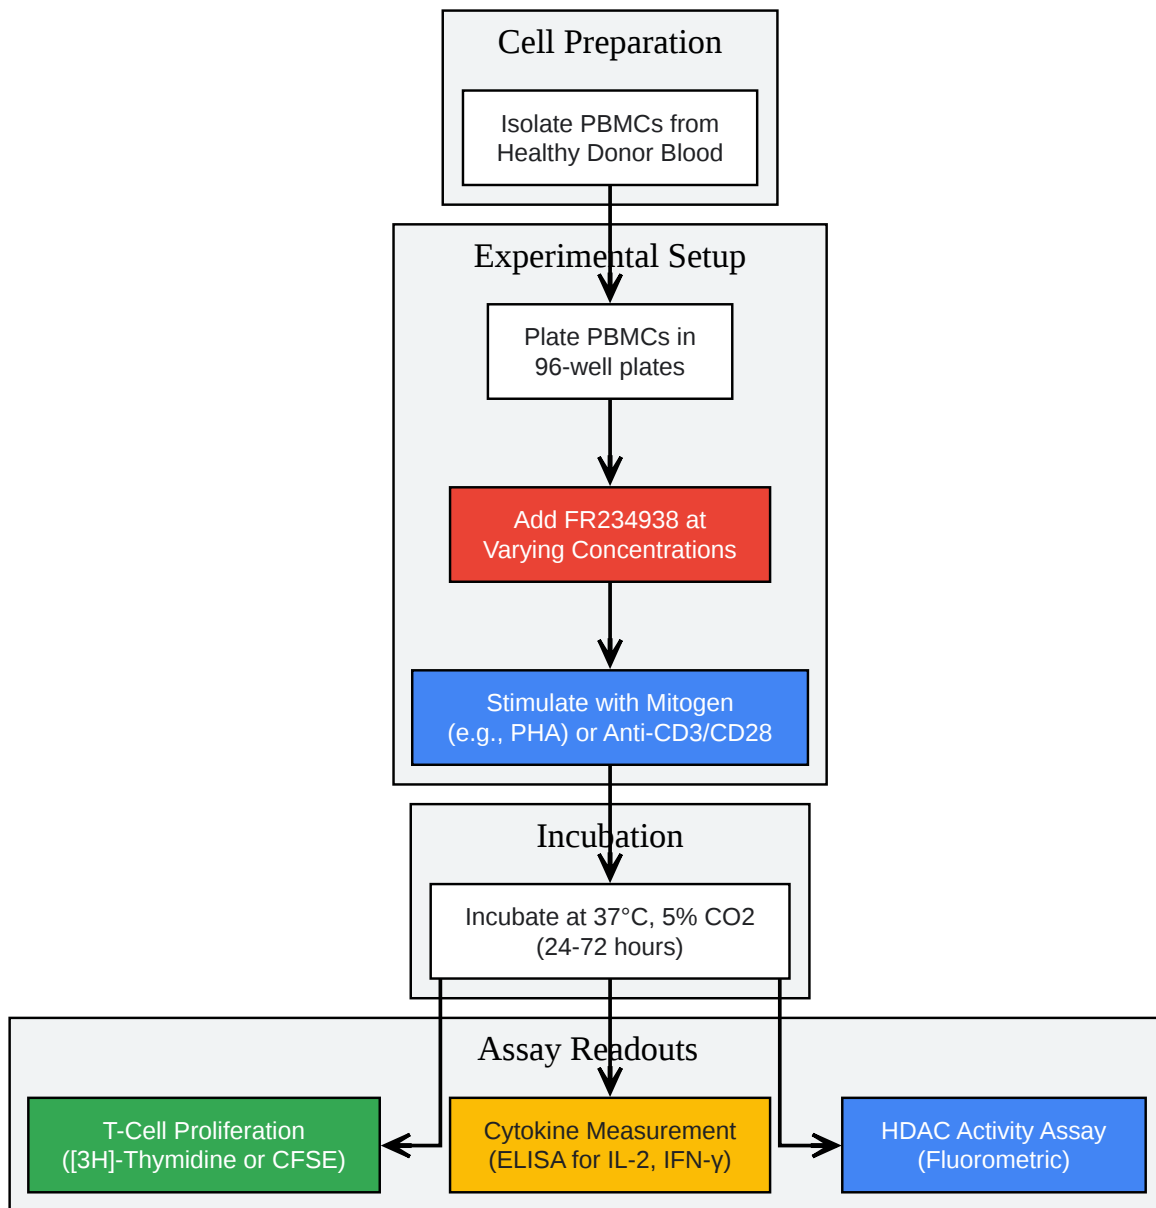 Cell Preparation
Isolate PBMCs from
Healthy Donor Blood
Experimental Setup
Plate PBMCs in
96-well plates
Add FR234938 at
Varying Concentrations
Stimulate with Mitogen
(e.g., PHA) or Anti-CD3/CD28
Incubation
Incubate at 37°C, 5% CO2
(24-72 hours)
Assay Readouts
T-Cell Proliferation
([3H]-Thymidine or CFSE)
Cytokine Measurement
(ELISA for IL-2, IFN-γ)
HDAC Activity Assay
(Fluorometric)